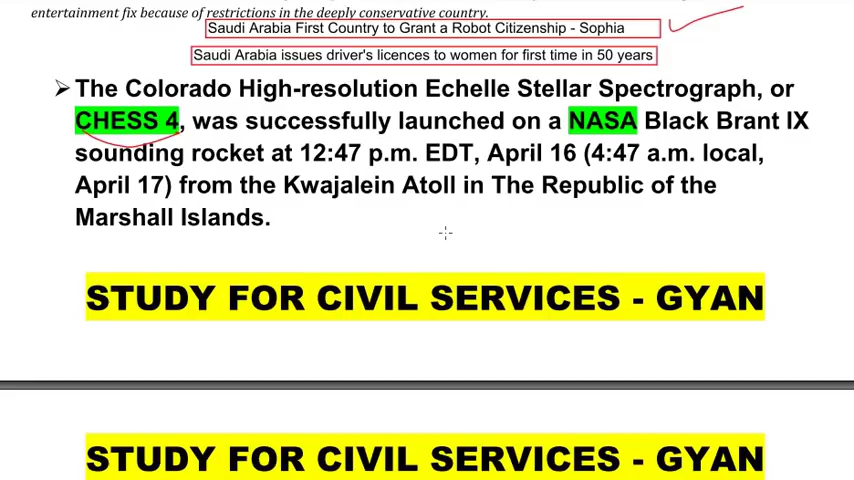 entertainment fix because of restrictions in the deeply conservative country.
Saudi Arabia First Country to Grant a Robot Citizenship - Sophia
Saudi Arabia issues driver's licences to women for first time in 50 years
➢ The Colorado High-resolution Echelle Stellar Spectrograph, or
CHESS 4, was successfully launched on a NASA Black Brant IX
sounding rocket at 12:47 p.m. EDT, April 16 (4:47 a.m. local,
April 17) from the Kwajalein Atoll in The Republic of the
Marshall Islands.
STUDY FOR CIVIL SERVICES - GYAN
STUDY FOR CIVIL SERVICES - GYAN